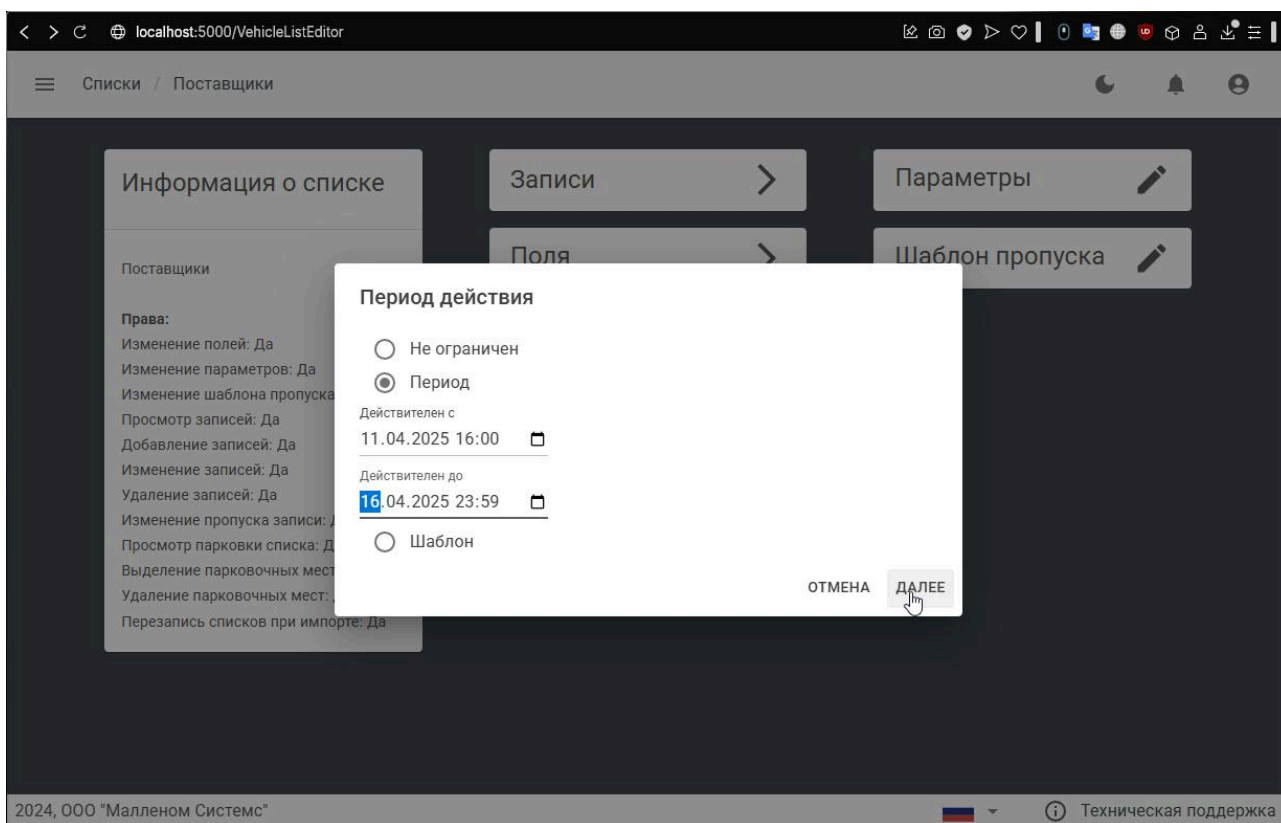 localhost:5000/VehicleListEditor
Списки / Поставщики
Информация о списке
Записи
Параметры
Поля
Шаблон пропуска
Поставщики
Права:
Изменение полей: Да
Изменение параметров: Да
Изменение шаблона пропуска
Просмотр записей: Да
Добавление записей: Да
Изменение записей: Да
Удаление записей: Да
Изменение пропуска записи:
Просмотр парковки списка: Д
Выделение парковочных мест
Удаление парковочных мест:
Перезапись списков при импорте: Да
Период действия
Не ограничен
Период
Действителен с
11.04.2025 16:00
Действителен до
16.04.2025 23:59
Шаблон
ОТМЕНА ДАЛЕЕ
2024, ООО "Малленом Системс"
Техническая поддержка